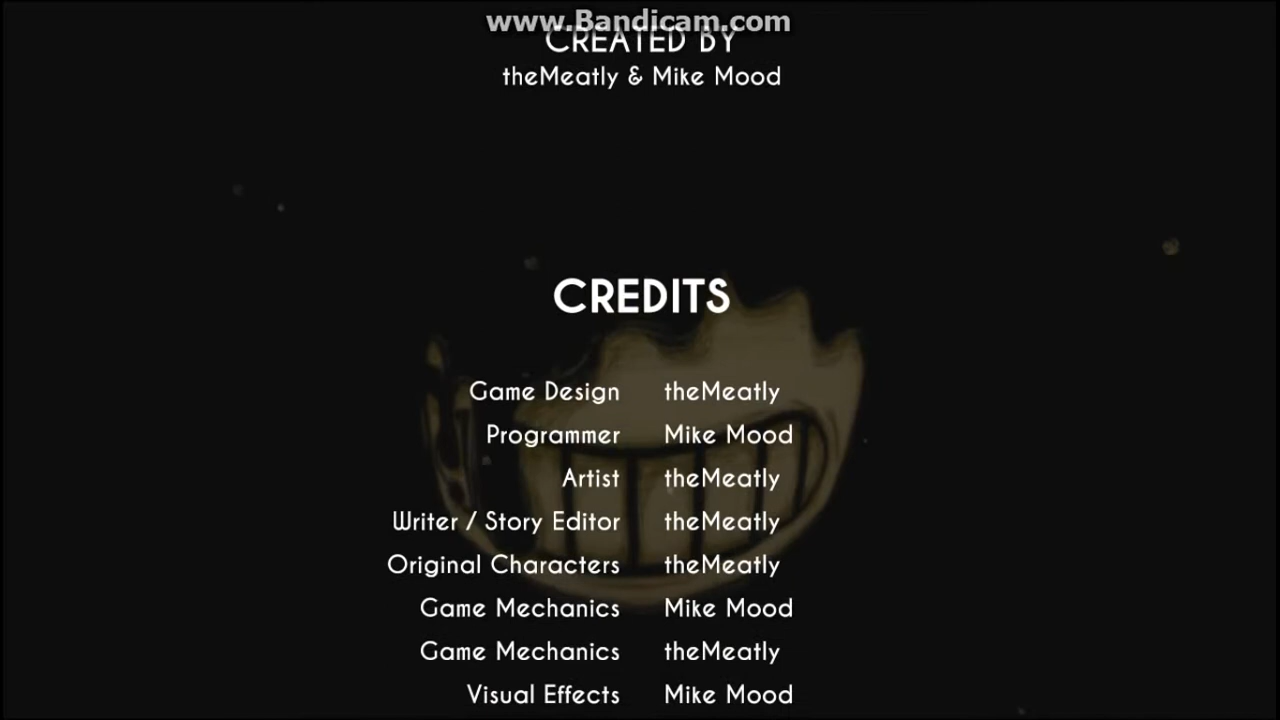 www.Bandicam.com
CREATED BY
theMeatly & Mike Mood
CREDITS
Game Design theMeatly
Programmer Mike Mood
Artist theMeatly
Writer / Story Editor theMeatly
Original Characters theMeatly
Game Mechanics Mike Mood
Game Mechanics theMeatly
Visual Effects Mike Mood